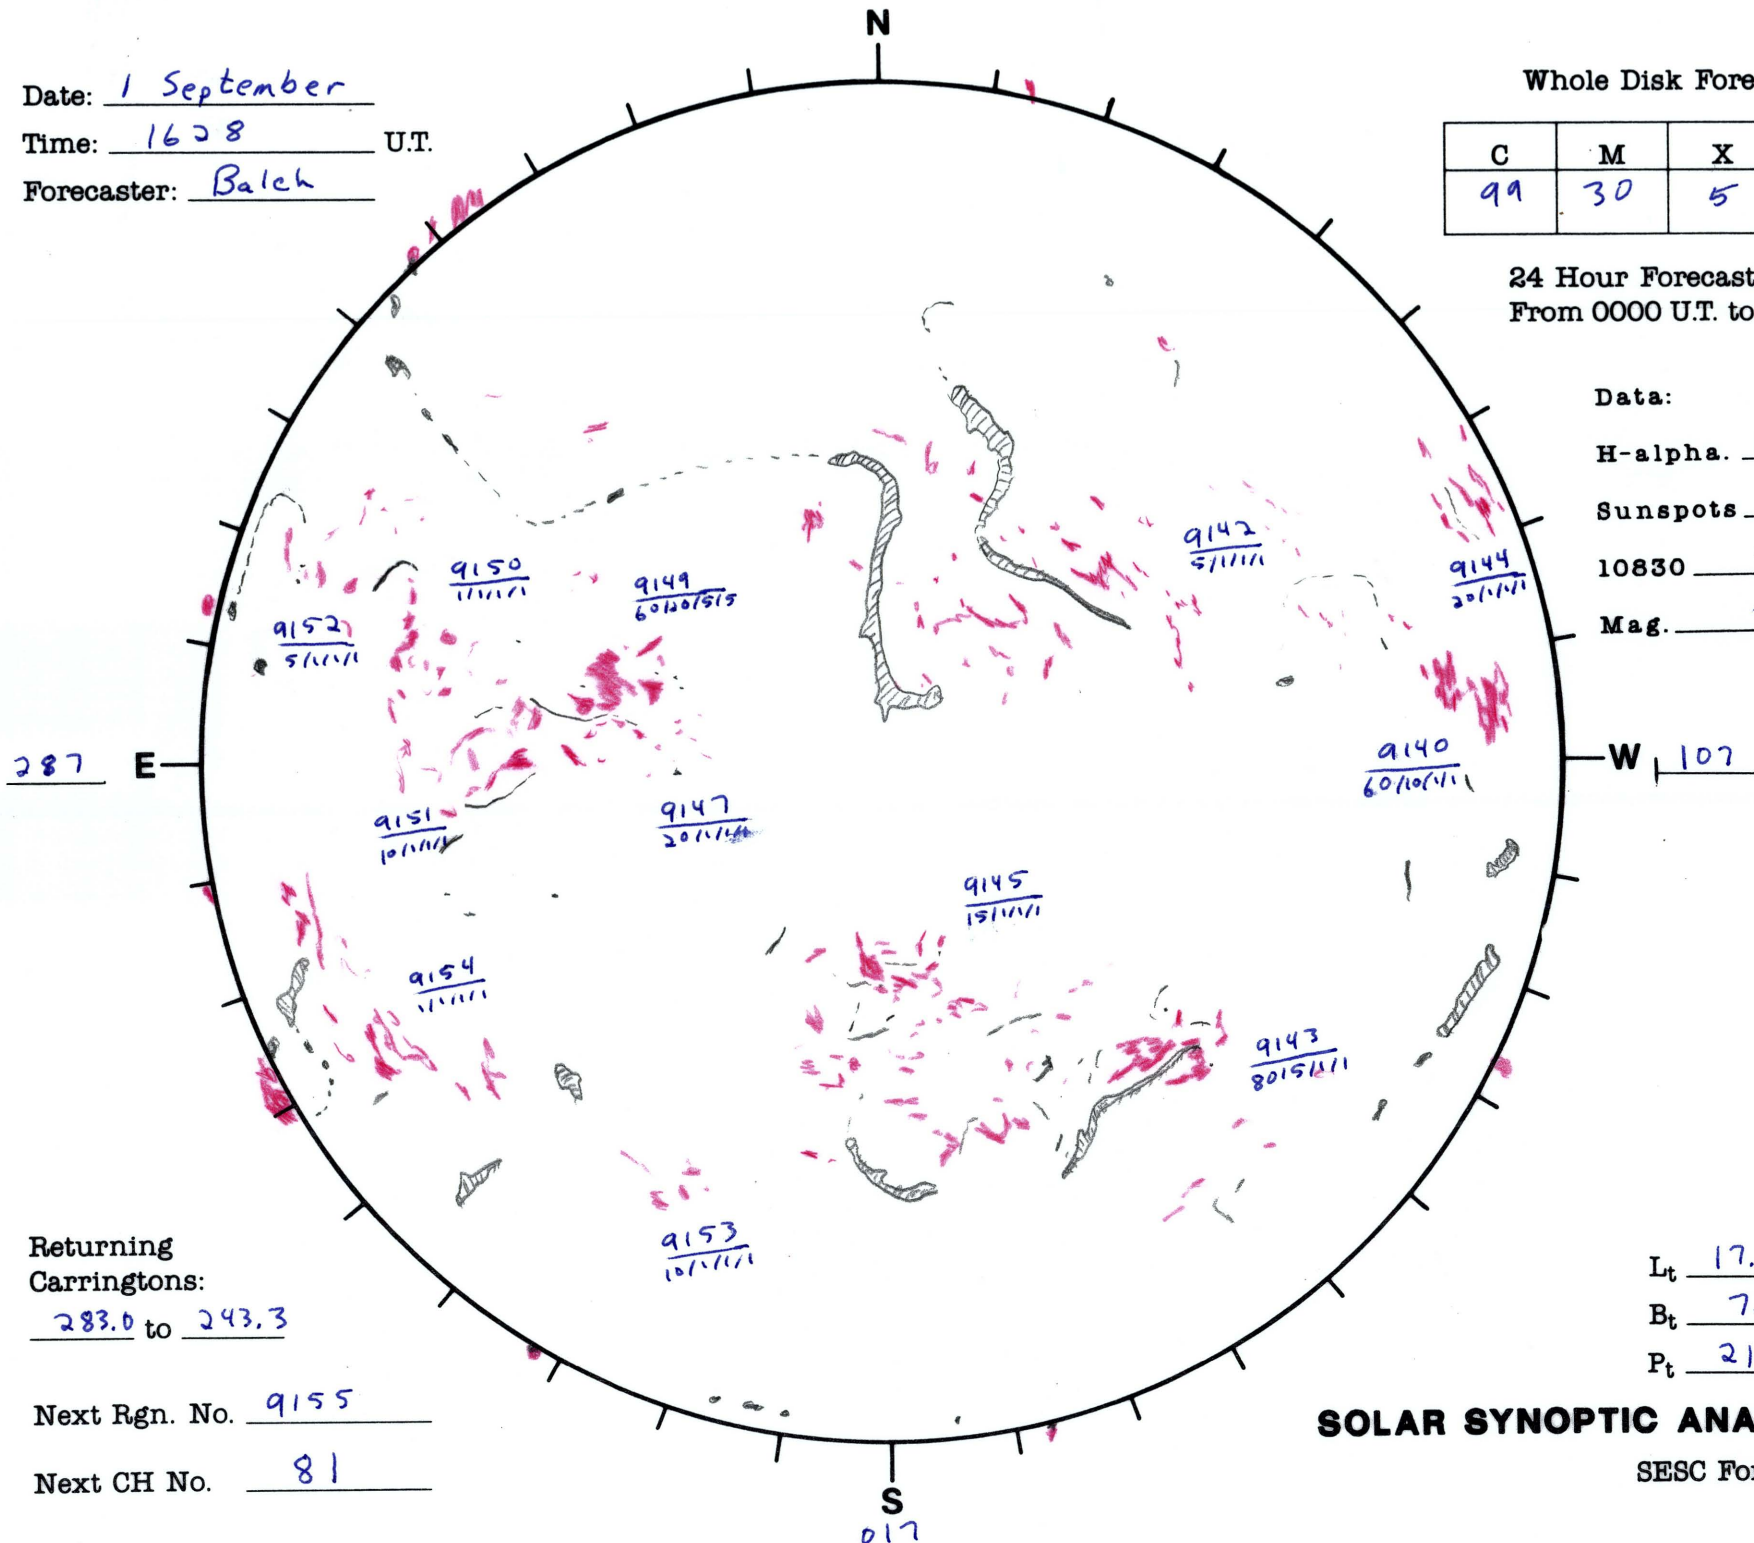 N
Date: 1 September
Time: 1628 U.T.
Forecaster: Balch
Whole Disk Fore
C M X
99 30 5
24 Hour Forecast
From 0000 U.T. to
Data:
H-alpha.
Sunspots
10830
Mag.
9142
5/1/1/1
9150
1/1/1/1
9149
60/20/5/5
9144
20/1/1/1
9152
5/1/1/1
287 E
W 107
9140
60/10/1/1
9151
10/1/1/1
9147
20/1/1/1
9145
15/1/1/1
9154
1/1/1/1
9143
80/5/1/1
9153
10/1/1/1
Returning
Carringtons:
283.0 to 243.3
Lt 17.
Bt 7
Pt 21
Next Rgn. No. 9155
Next CH No. 81
SOLAR SYNOPTIC ANA
SESC Fo
S
017